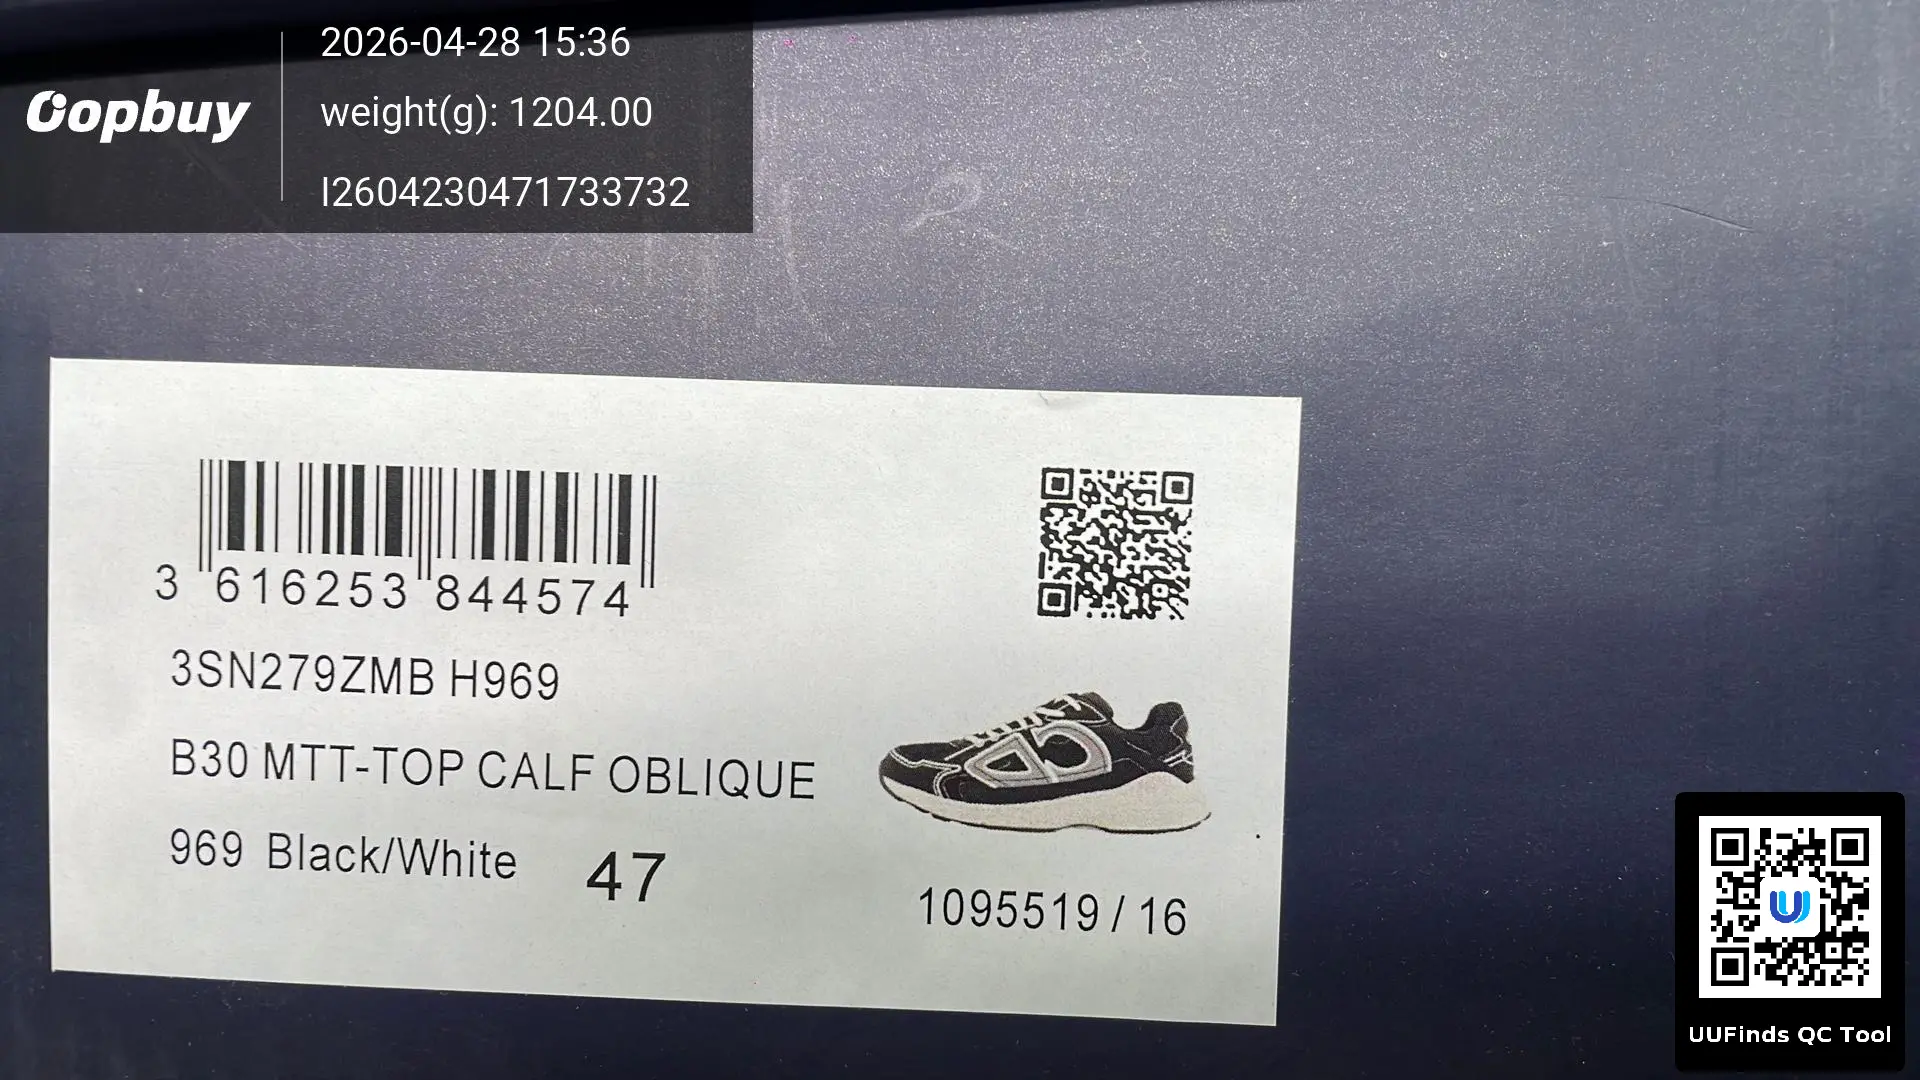 2026-04-28 15:36
oopbuy
weight(g): 1204.00
I2604230471733732
3 616253 844574
3SN279ZMB H969
B30 MTT-TOP CALF OBLIQUE
969 Black/White 47
1095519 / 16
UUFinds QC Tool